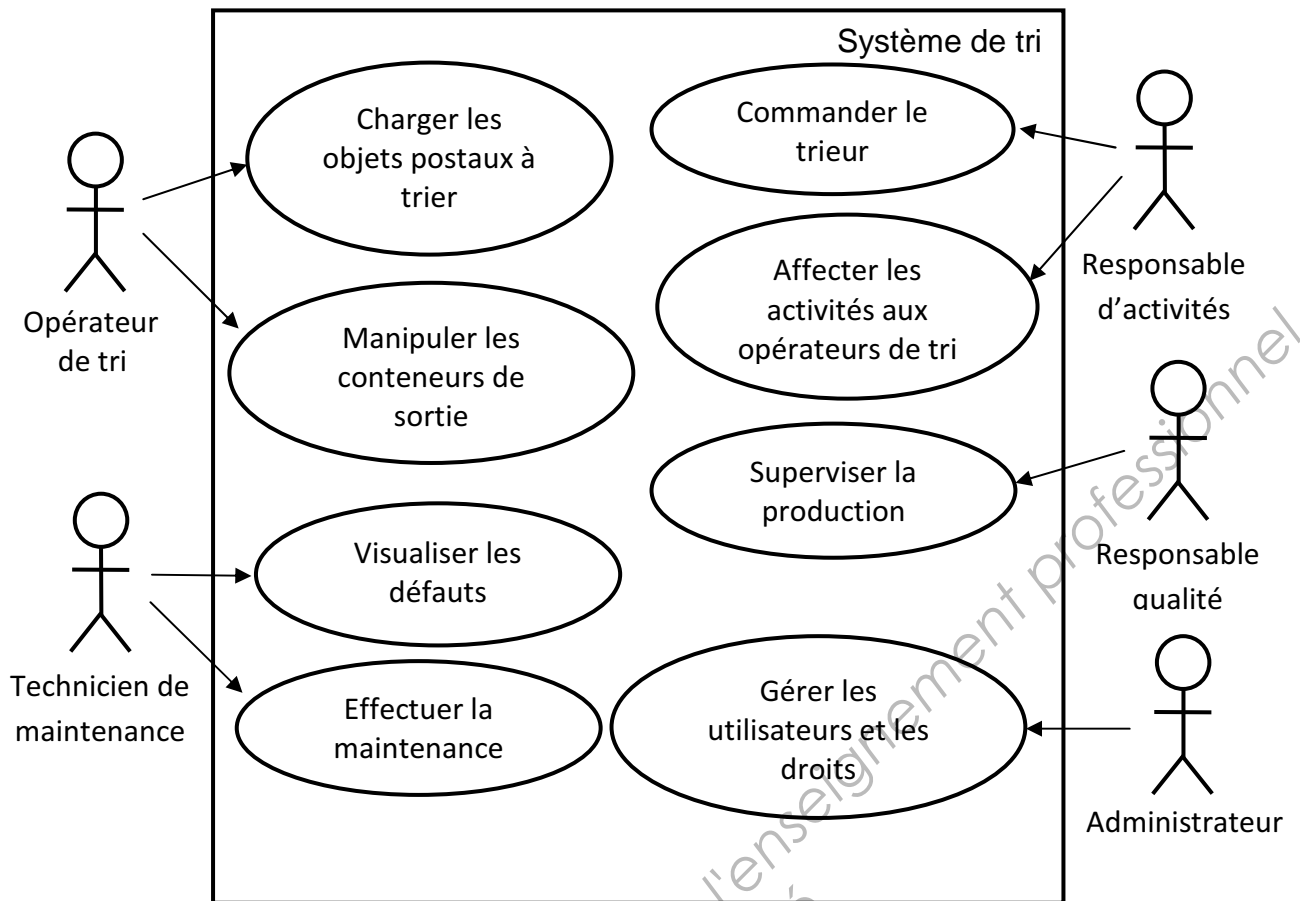 Système de tri
Charger les
objets postaux à
trier
Commander le
trieur
Opérateur
de tri
Manipuler les
conteneurs de
sortie
Affecter les
activités aux
opérateurs de tri
Responsable
d’activités
Superviser la
production
Responsable
qualité
Visualiser les
défauts
Technicien de
maintenance
Effectuer la
maintenance
Gérer les
utilisateurs et les
droits
Administrateur
l'enseignement professionnel